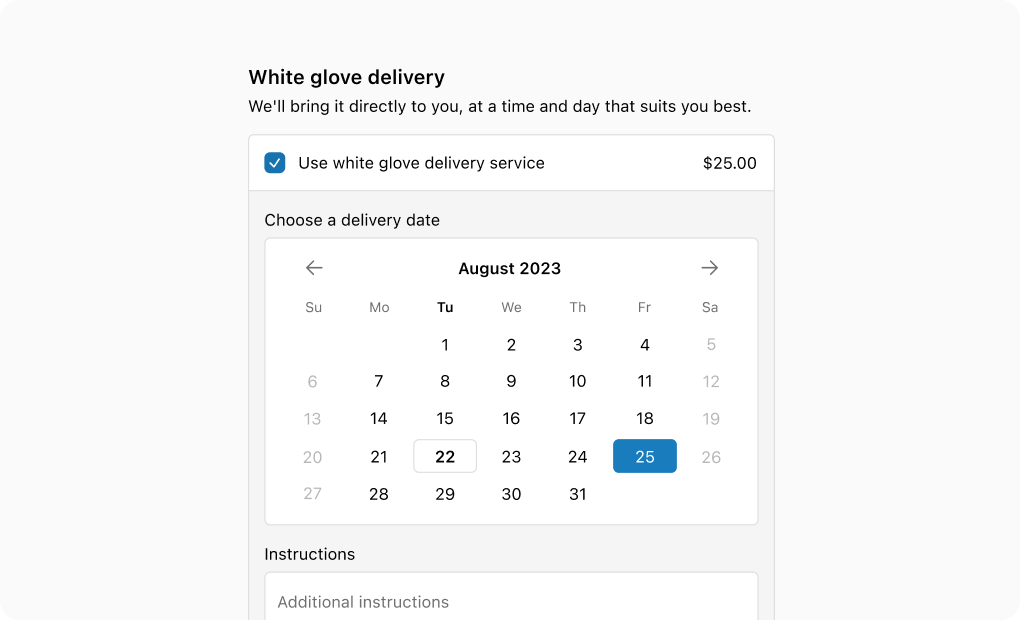 White glove delivery
We'll bring it directly to you, at a time and day that suits you best.
Use white glove delivery service $25.00
Choose a delivery date
August 2023
Su Mo Tu We Th Fr Sa
1 2 3 4 5
6 7 8 9 10 11 12
13 14 15 16 17 18 19
20 21 22 23 24 25 26
27 28 29 30 31
Instructions
Additional instructions